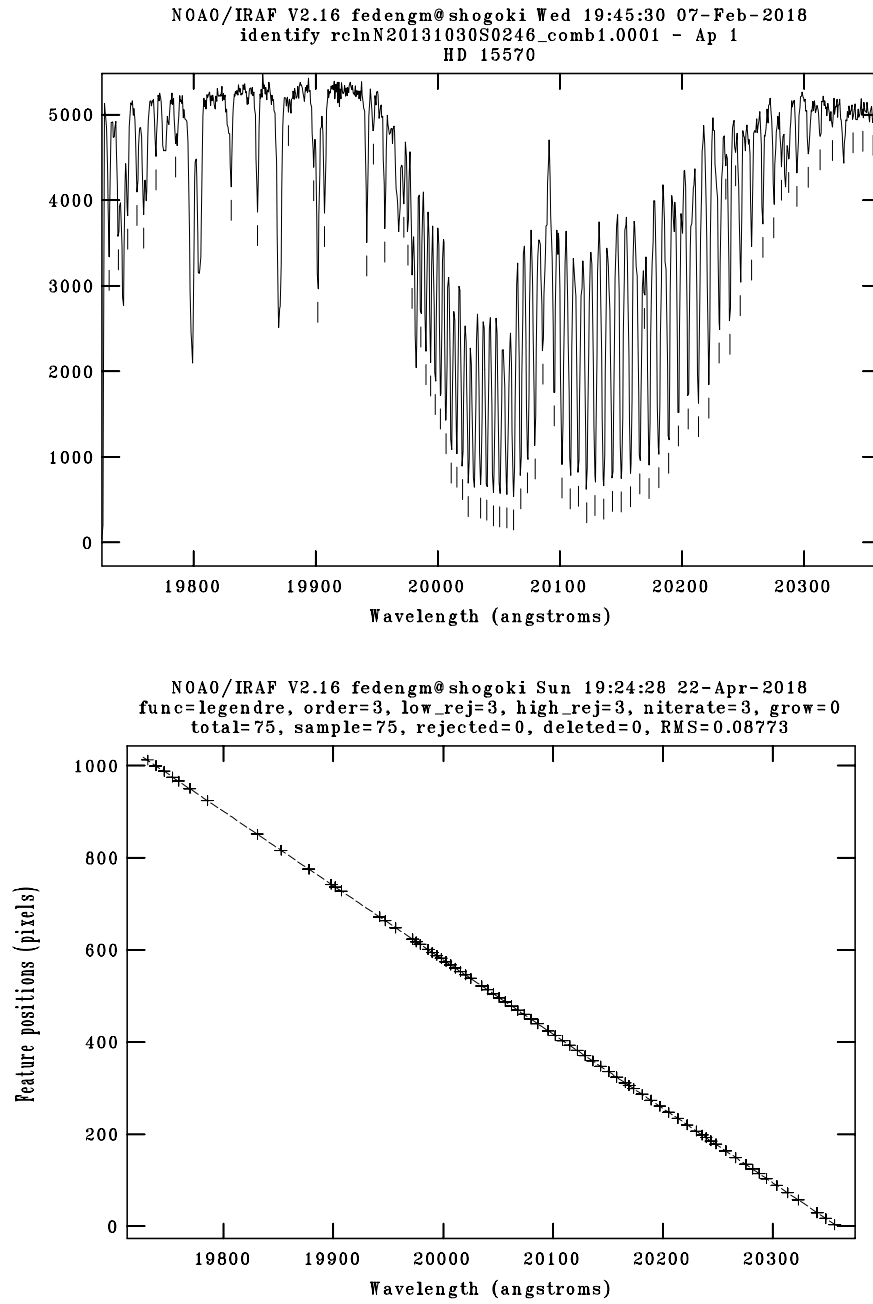 NOAO/IRAF V2.16 fedengm@shogoki Wed 19:45:30 07-Feb-2018
identify rclnN20131030S0246_comb1.0001 - Ap 1
HD 15570
5000
4000
3000
2000
1000
0
19800 19900 20000 20100 20200 20300
Wavelength (angstroms)
NOAO/IRAF V2.16 fedengm@shogoki Sun 19:24:28 22-Apr-2018
func=legendre, order=3, low_rej=3, high_rej=3, niterate=3, grow=0
total=75, sample=75, rejected=0, deleted=0, RMS=0.08773
1000
800
600
400
200
0
Feature positions (pixels)
19800 19900 20000 20100 20200 20300
Wavelength (angstroms)